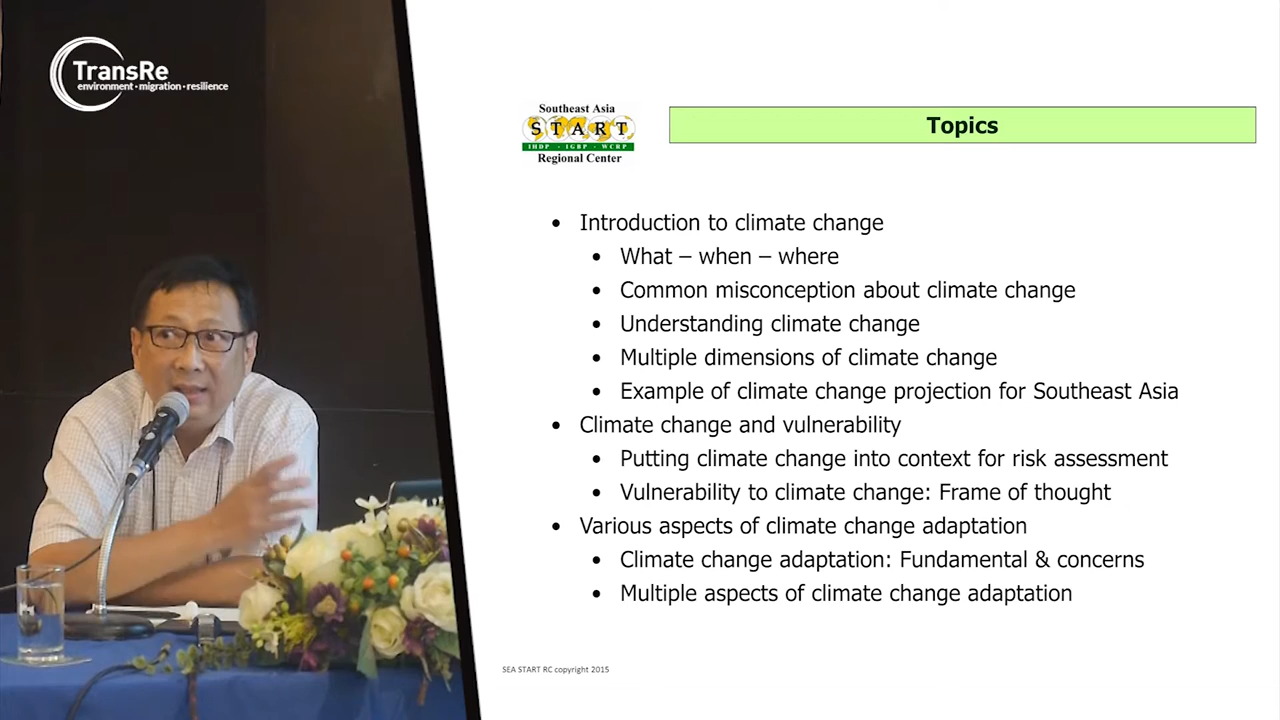 TransRe
environment · migration · resilience
Southeast Asia
START
IHDP - IGBP - WCRP
Regional Center
Topics
• Introduction to climate change
• What – when – where
• Common misconception about climate change
• Understanding climate change
• Multiple dimensions of climate change
• Example of climate change projection for Southeast Asia
• Climate change and vulnerability
• Putting climate change into context for risk assessment
• Vulnerability to climate change: Frame of thought
• Various aspects of climate change adaptation
• Climate change adaptation: Fundamental & concerns
• Multiple aspects of climate change adaptation
SEA START RC copyright 2015